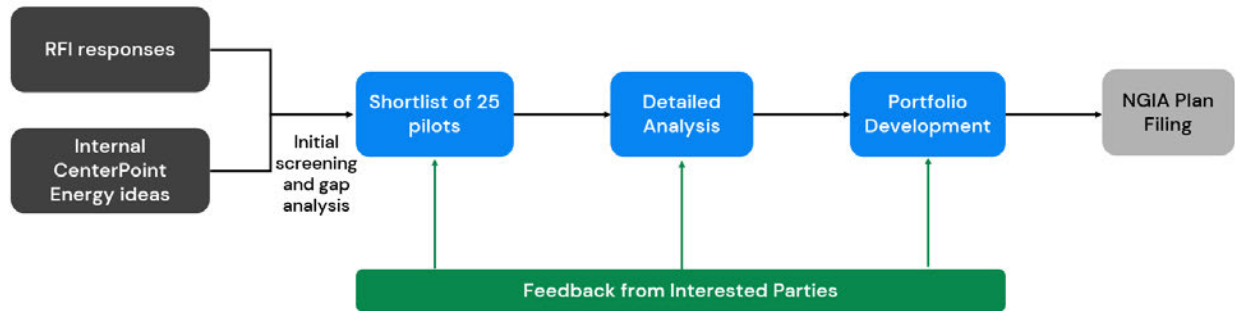 RFI responses
Internal
CenterPoint
Energy ideas
Initial
screening
and gap
analysis
Shortlist of 25
pilots
Detailed
Analysis
Portfolio
Development
NGIA Plan
Filing
Feedback from Interested Parties